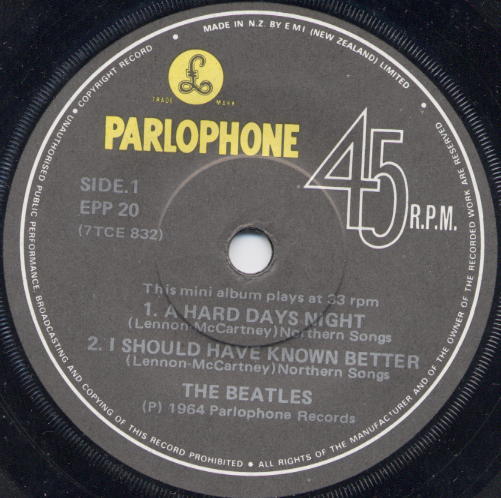 MADE IN N.Z. BY EMI (NEW ZEALAND) LIMITED
• COPYRIGHT RECORD •
£
TRADE MARK
PARLOPHONE
45
R.P.M.
SIDE.1
EPP 20
(7TCE 832)
This mini album plays at 33 rpm
1. A HARD DAYS NIGHT
(Lennon-McCartney) Northern Songs
2. I SHOULD HAVE KNOWN BETTER
(Lennon-McCartney) Northern Songs
THE BEATLES
(P) 1964 Parlophone Records
UNAUTHORISED PUBLIC PERFORMANCE, BROADCASTING AND COPYING OF THIS RECORD PROHIBITED • ALL RIGHTS OF THE MANUFACTURER AND OF THE OWNER OF THE RECORDED WORK ARE RESERVED •